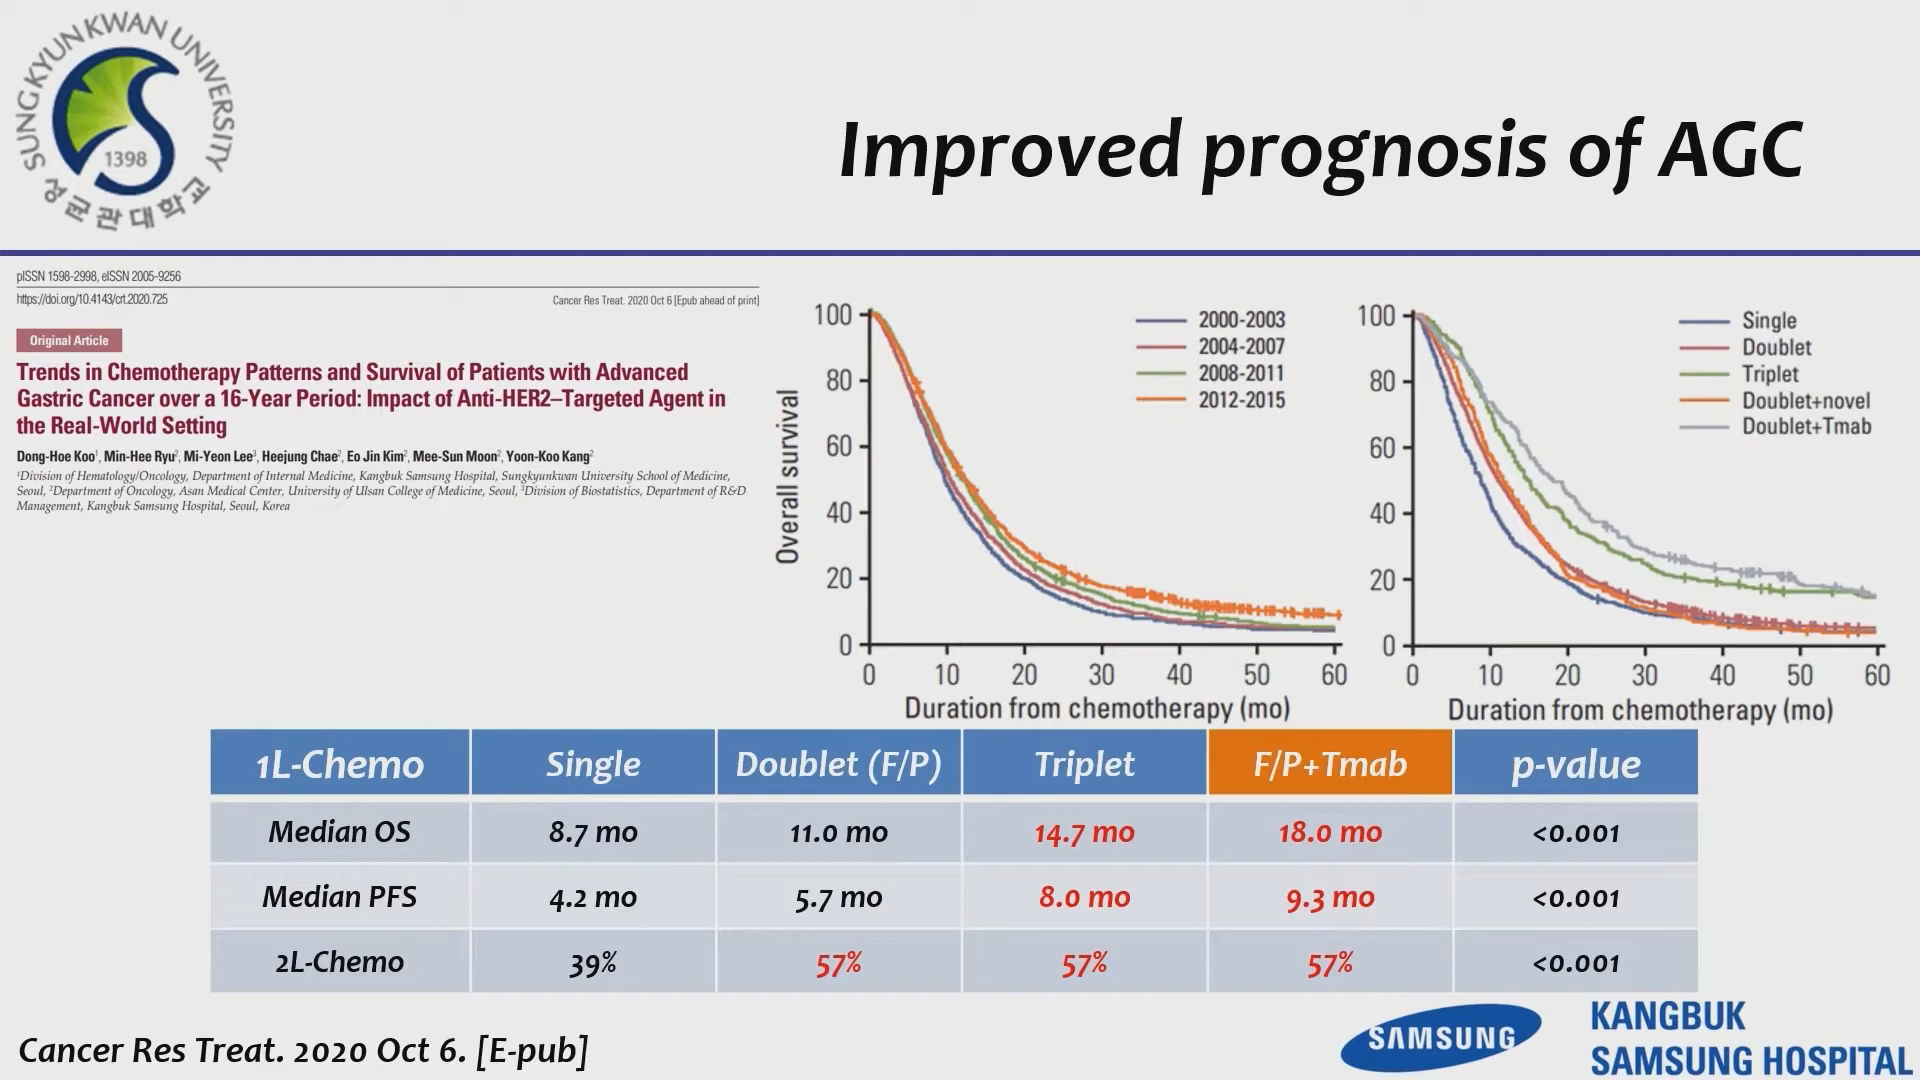 SUNGKYUNKWAN UNIVERSITY
1398
성균관대학교
Improved prognosis of AGC
pISSN 1598-2998, eISSN 2005-9256
https://doi.org/10.4143/crt.2020.725
Cancer Res Treat. 2020 Oct 6 [Epub ahead of print]
Original Article
Trends in Chemotherapy Patterns and Survival of Patients with Advanced
Gastric Cancer over a 16-Year Period: Impact of Anti-HER2–Targeted Agent in
the Real-World Setting
Dong-Hoe Koo1, Min-Hee Ryu2, Mi-Yeon Lee3, Heejung Chae2, Eo Jin Kim2, Mee-Sun Moon2, Yoon-Koo Kang2
1Division of Hematology/Oncology, Department of Internal Medicine, Kangbuk Samsung Hospital, Sungkyunkwan University School of Medicine,
Seoul, 2Department of Oncology, Asan Medical Center, University of Ulsan College of Medicine, Seoul, 3Division of Biostatistics, Department of R&D
Management, Kangbuk Samsung Hospital, Seoul, Korea
Overall survival
100
80
60
40
20
0
2000-2003
2004-2007
2008-2011
2012-2015
0 10 20 30 40 50 60
Duration from chemotherapy (mo)
100
80
60
40
20
0
Single
Doublet
Triplet
Doublet+novel
Doublet+Tmab
0 10 20 30 40 50 60
Duration from chemotherapy (mo)
1L-Chemo Single Doublet (F/P) Triplet F/P+Tmab p-value
Median OS 8.7 mo 11.0 mo 14.7 mo 18.0 mo <0.001
Median PFS 4.2 mo 5.7 mo 8.0 mo 9.3 mo <0.001
2L-Chemo 39% 57% 57% 57% <0.001
Cancer Res Treat. 2020 Oct 6. [E-pub]
SAMSUNG
KANGBUK
SAMSUNG HOSPITAL